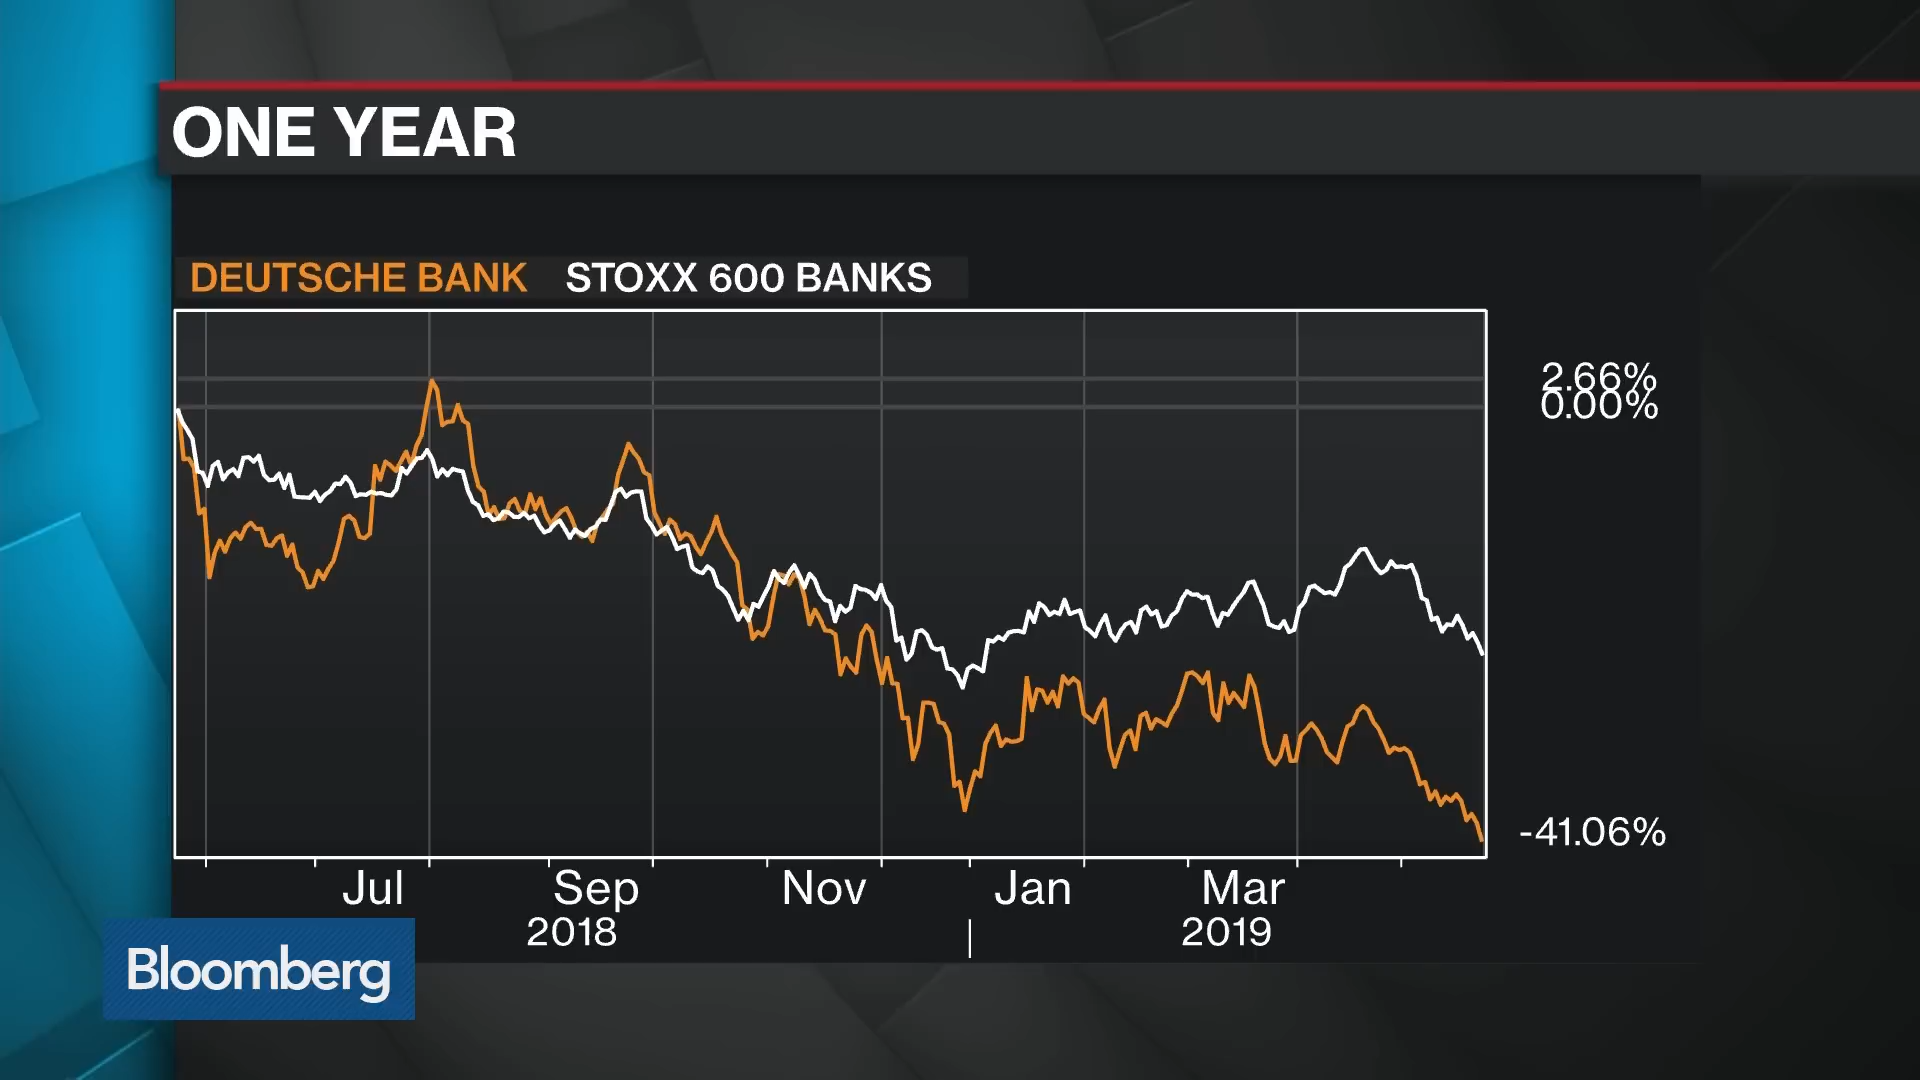 ONE YEAR
DEUTSCHE BANK STOXX 600 BANKS
2.66%
0.00%
-41.06%
Jul Sep Nov Jan Mar
2018 2019
Bloomberg